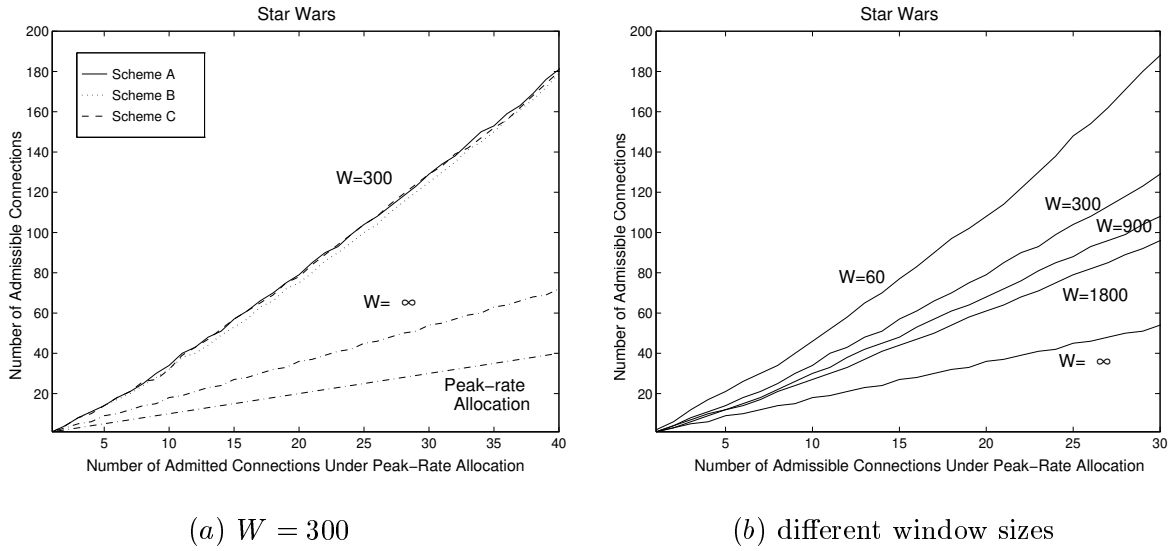 Star Wars
200
180
160
140
120
100
80
60
40
20
5 10 15 20 25 30 35 40
Number of Admissible Connections
Number of Admitted Connections Under Peak−Rate Allocation
Scheme A
Scheme B
Scheme C
W=300
W= ∞
Peak−rate
Allocation
(a) W = 300
Star Wars
200
180
160
140
120
100
80
60
40
20
5 10 15 20 25 30
Number of Admissible Connections
Number of Admissible Connections Under Peak−Rate Allocation
W=60
W=300
W=900
W=1800
W= ∞
(b) different window sizes